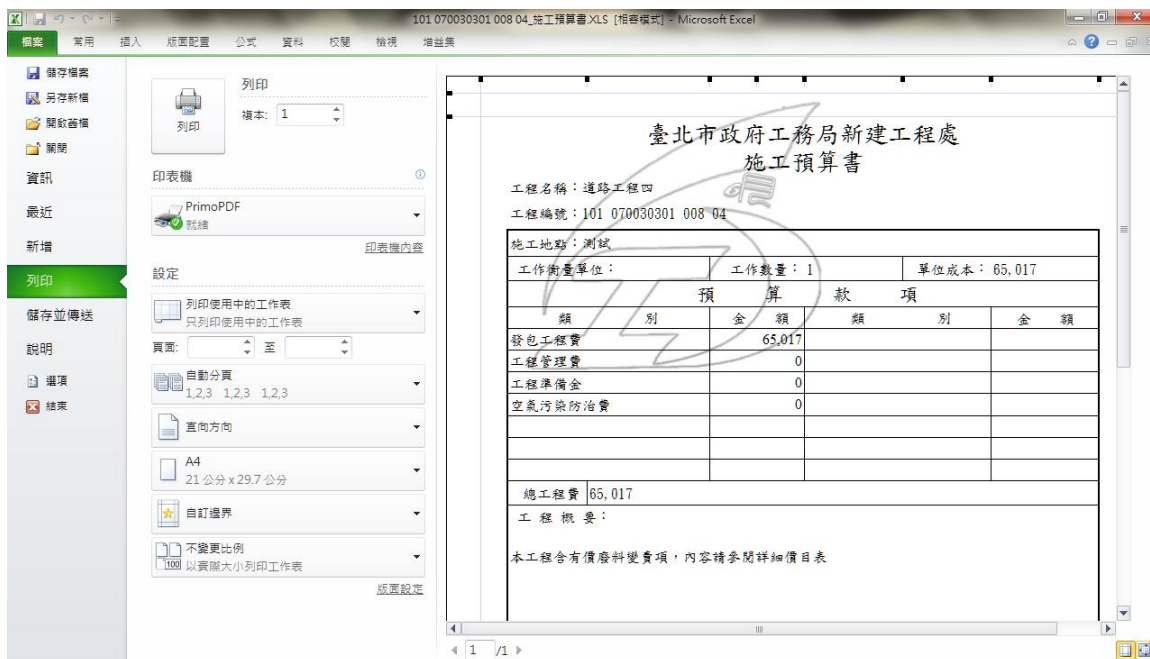 101 070030301 008 04_施工預算書.XLS [相容模式] - Microsoft Excel
檔案 常用 插入 版面配置 公式 資料 校閱 檢視 增益集
儲存檔案
另存新檔
開啟舊檔
關閉
資訊
最近
新增
列印
儲存並傳送
說明
選項
結束
列印
列印
複本: 1
印表機
PrimoPDF
就緒
印表機內容
設定
列印使用中的工作表
只列印使用中的工作表
頁面: 至
自動分頁
1,2,3 1,2,3 1,2,3
直向方向
A4
21 公分 x 29.7 公分
自訂邊界
不變更比例
100 以實際大小列印工作表
版面設定
臺北市政府工務局新建工程處
施工預算書
工程名稱：道路工程四
工程編號：101 070030301 008 04
施工地點：測試
工作衡量單位： 工作數量：1 單位成本：65,017
預 算 款 項
類 別 金 額 類 別 金 額
發包工程費 65,017
工程管理費 0
工程準備金 0
空氣污染防治費 0
總工程費 65,017
工 程 概 要：
本工程含有價廢料變賣項，內容請參閱詳細價目表
1 /1